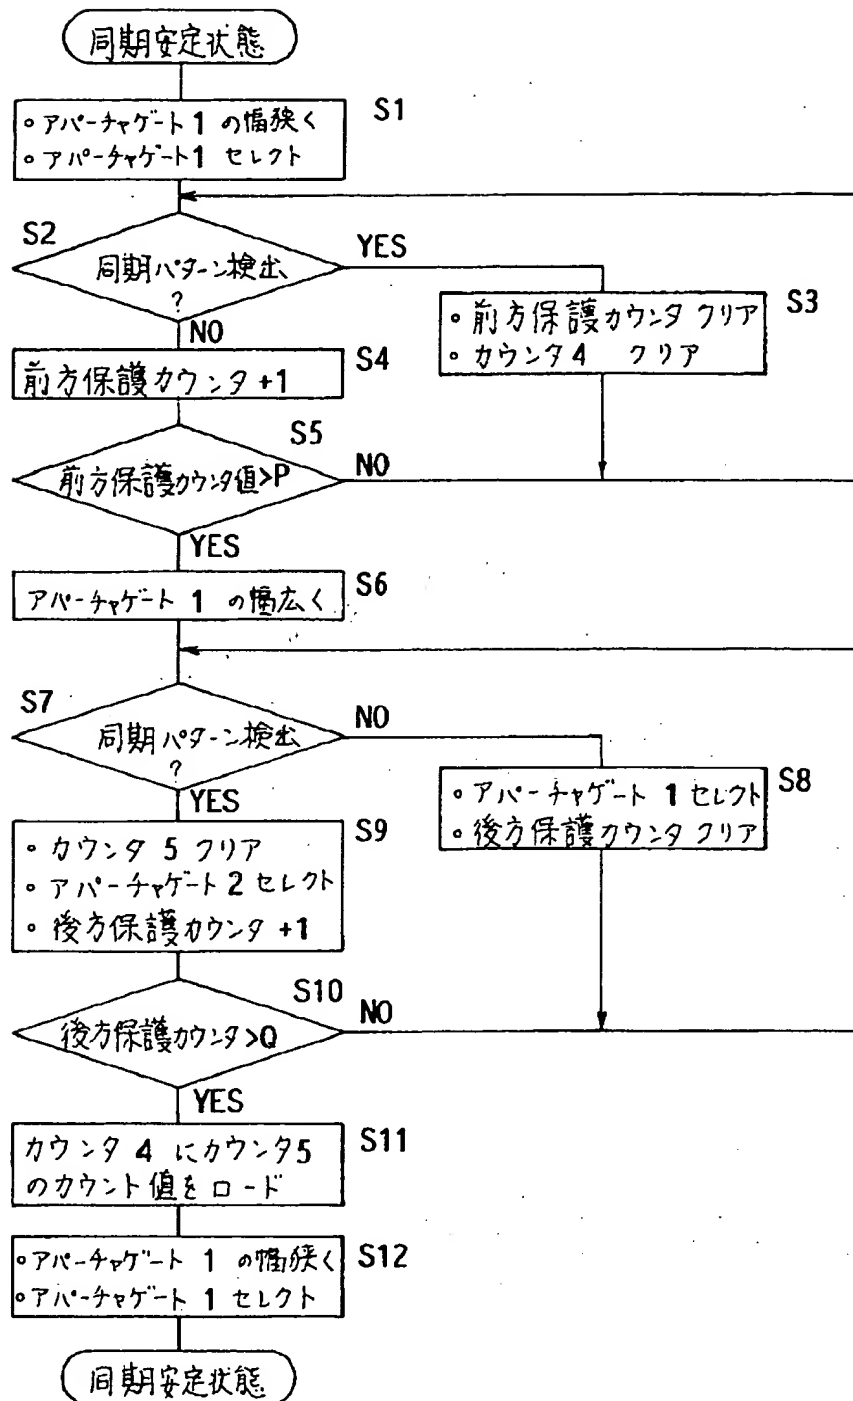 同期安定状態
S1
○ アパーチャゲート 1 の幅狭く
○ アパーチャゲート1 セレクト
S2
同期パターン検出
?
YES
NO
S3
○ 前方保護カウンタ クリア
○ カウンタ4 クリア
S4
前方保護カウンタ +1
S5
前方保護カウンタ値>P
NO
YES
S6
アパーチャゲート 1 の幅広く
S7
同期パターン検出
?
NO
YES
S8
○ アパーチャゲート 1 セレクト
○ 後方保護カウンタ クリア
S9
○ カウンタ 5 クリア
○ アパーチャゲート 2 セレクト
○ 後方保護カウンタ +1
S10
後方保護カウンタ>Q
NO
YES
S11
カウンタ 4 にカウンタ5
のカウント値をロード
S12
○アパーチャゲート 1 の幅狭く
○アパーチャゲート 1 セレクト
同期安定状態